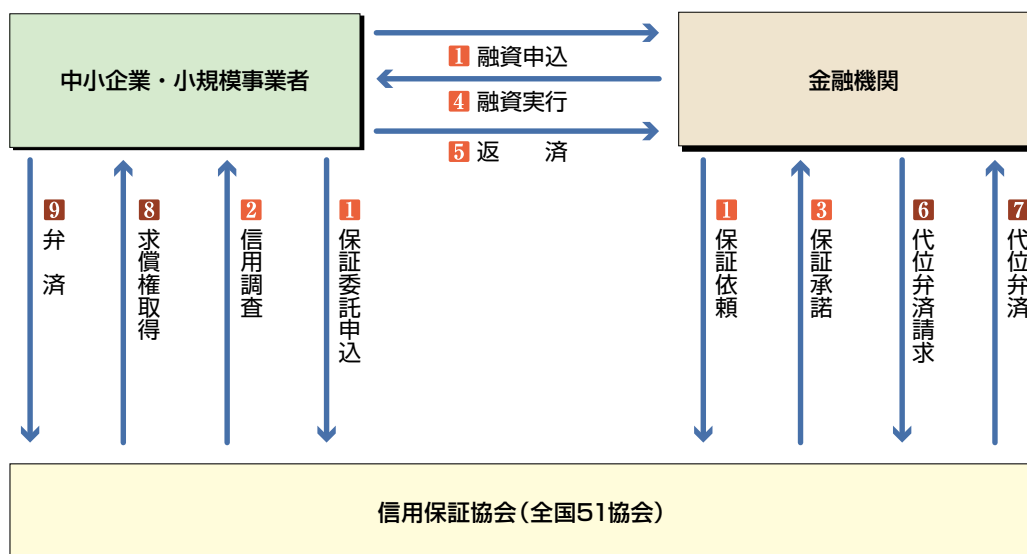 中小企業・小規模事業者
金融機関
1 融資申込
4 融資実行
5 返　済
9 弁　済
8 求償権取得
2 信用調査
1 保証委託申込
1 保証依頼
3 保証承諾
6 代位弁済請求
7 代位弁済
信用保証協会（全国51協会）